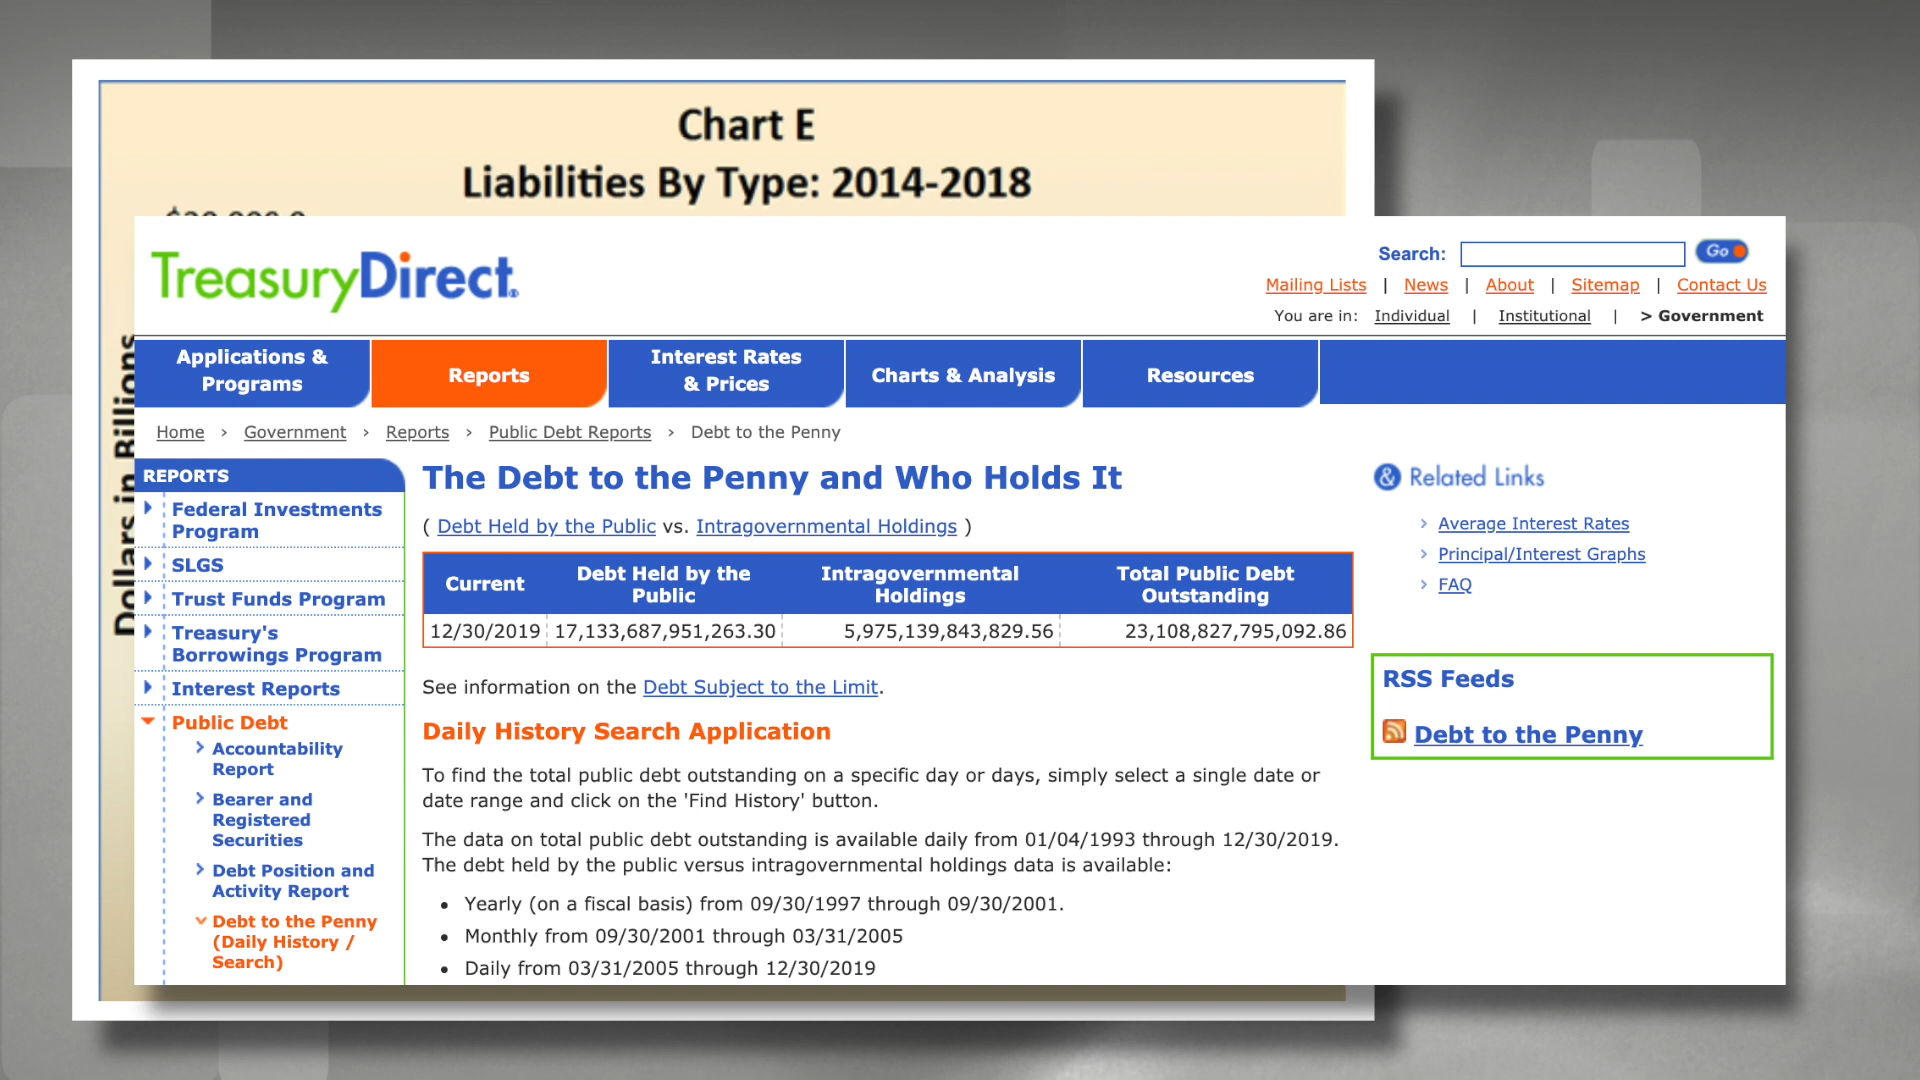 Chart E
Liabilities By Type: 2014-2018
Dollars in Billions
TreasuryDirect
Search:
Go
Mailing Lists | News | About | Sitemap | Contact Us
You are in: Individual | Institutional | > Government
Applications & Programs
Reports
Interest Rates & Prices
Charts & Analysis
Resources
Home > Government > Reports > Public Debt Reports > Debt to the Penny
REPORTS
Federal Investments
Program
SLGS
Trust Funds Program
Treasury's
Borrowings Program
Interest Reports
Public Debt
Accountability
Report
Bearer and
Registered
Securities
Debt Position and
Activity Report
Debt to the Penny
(Daily History /
Search)
The Debt to the Penny and Who Holds It
( Debt Held by the Public vs. Intragovernmental Holdings )
Current
Debt Held by the Public
Intragovernmental Holdings
Total Public Debt Outstanding
12/30/2019 17,133,687,951,263.30 5,975,139,843,829.56 23,108,827,795,092.86
See information on the Debt Subject to the Limit.
Daily History Search Application
To find the total public debt outstanding on a specific day or days, simply select a single date or
date range and click on the 'Find History' button.
The data on total public debt outstanding is available daily from 01/04/1993 through 12/30/2019.
The debt held by the public versus intragovernmental holdings data is available:
• Yearly (on a fiscal basis) from 09/30/1997 through 09/30/2001.
• Monthly from 09/30/2001 through 03/31/2005
• Daily from 03/31/2005 through 12/30/2019
& Related Links
Average Interest Rates
Principal/Interest Graphs
FAQ
RSS Feeds
Debt to the Penny